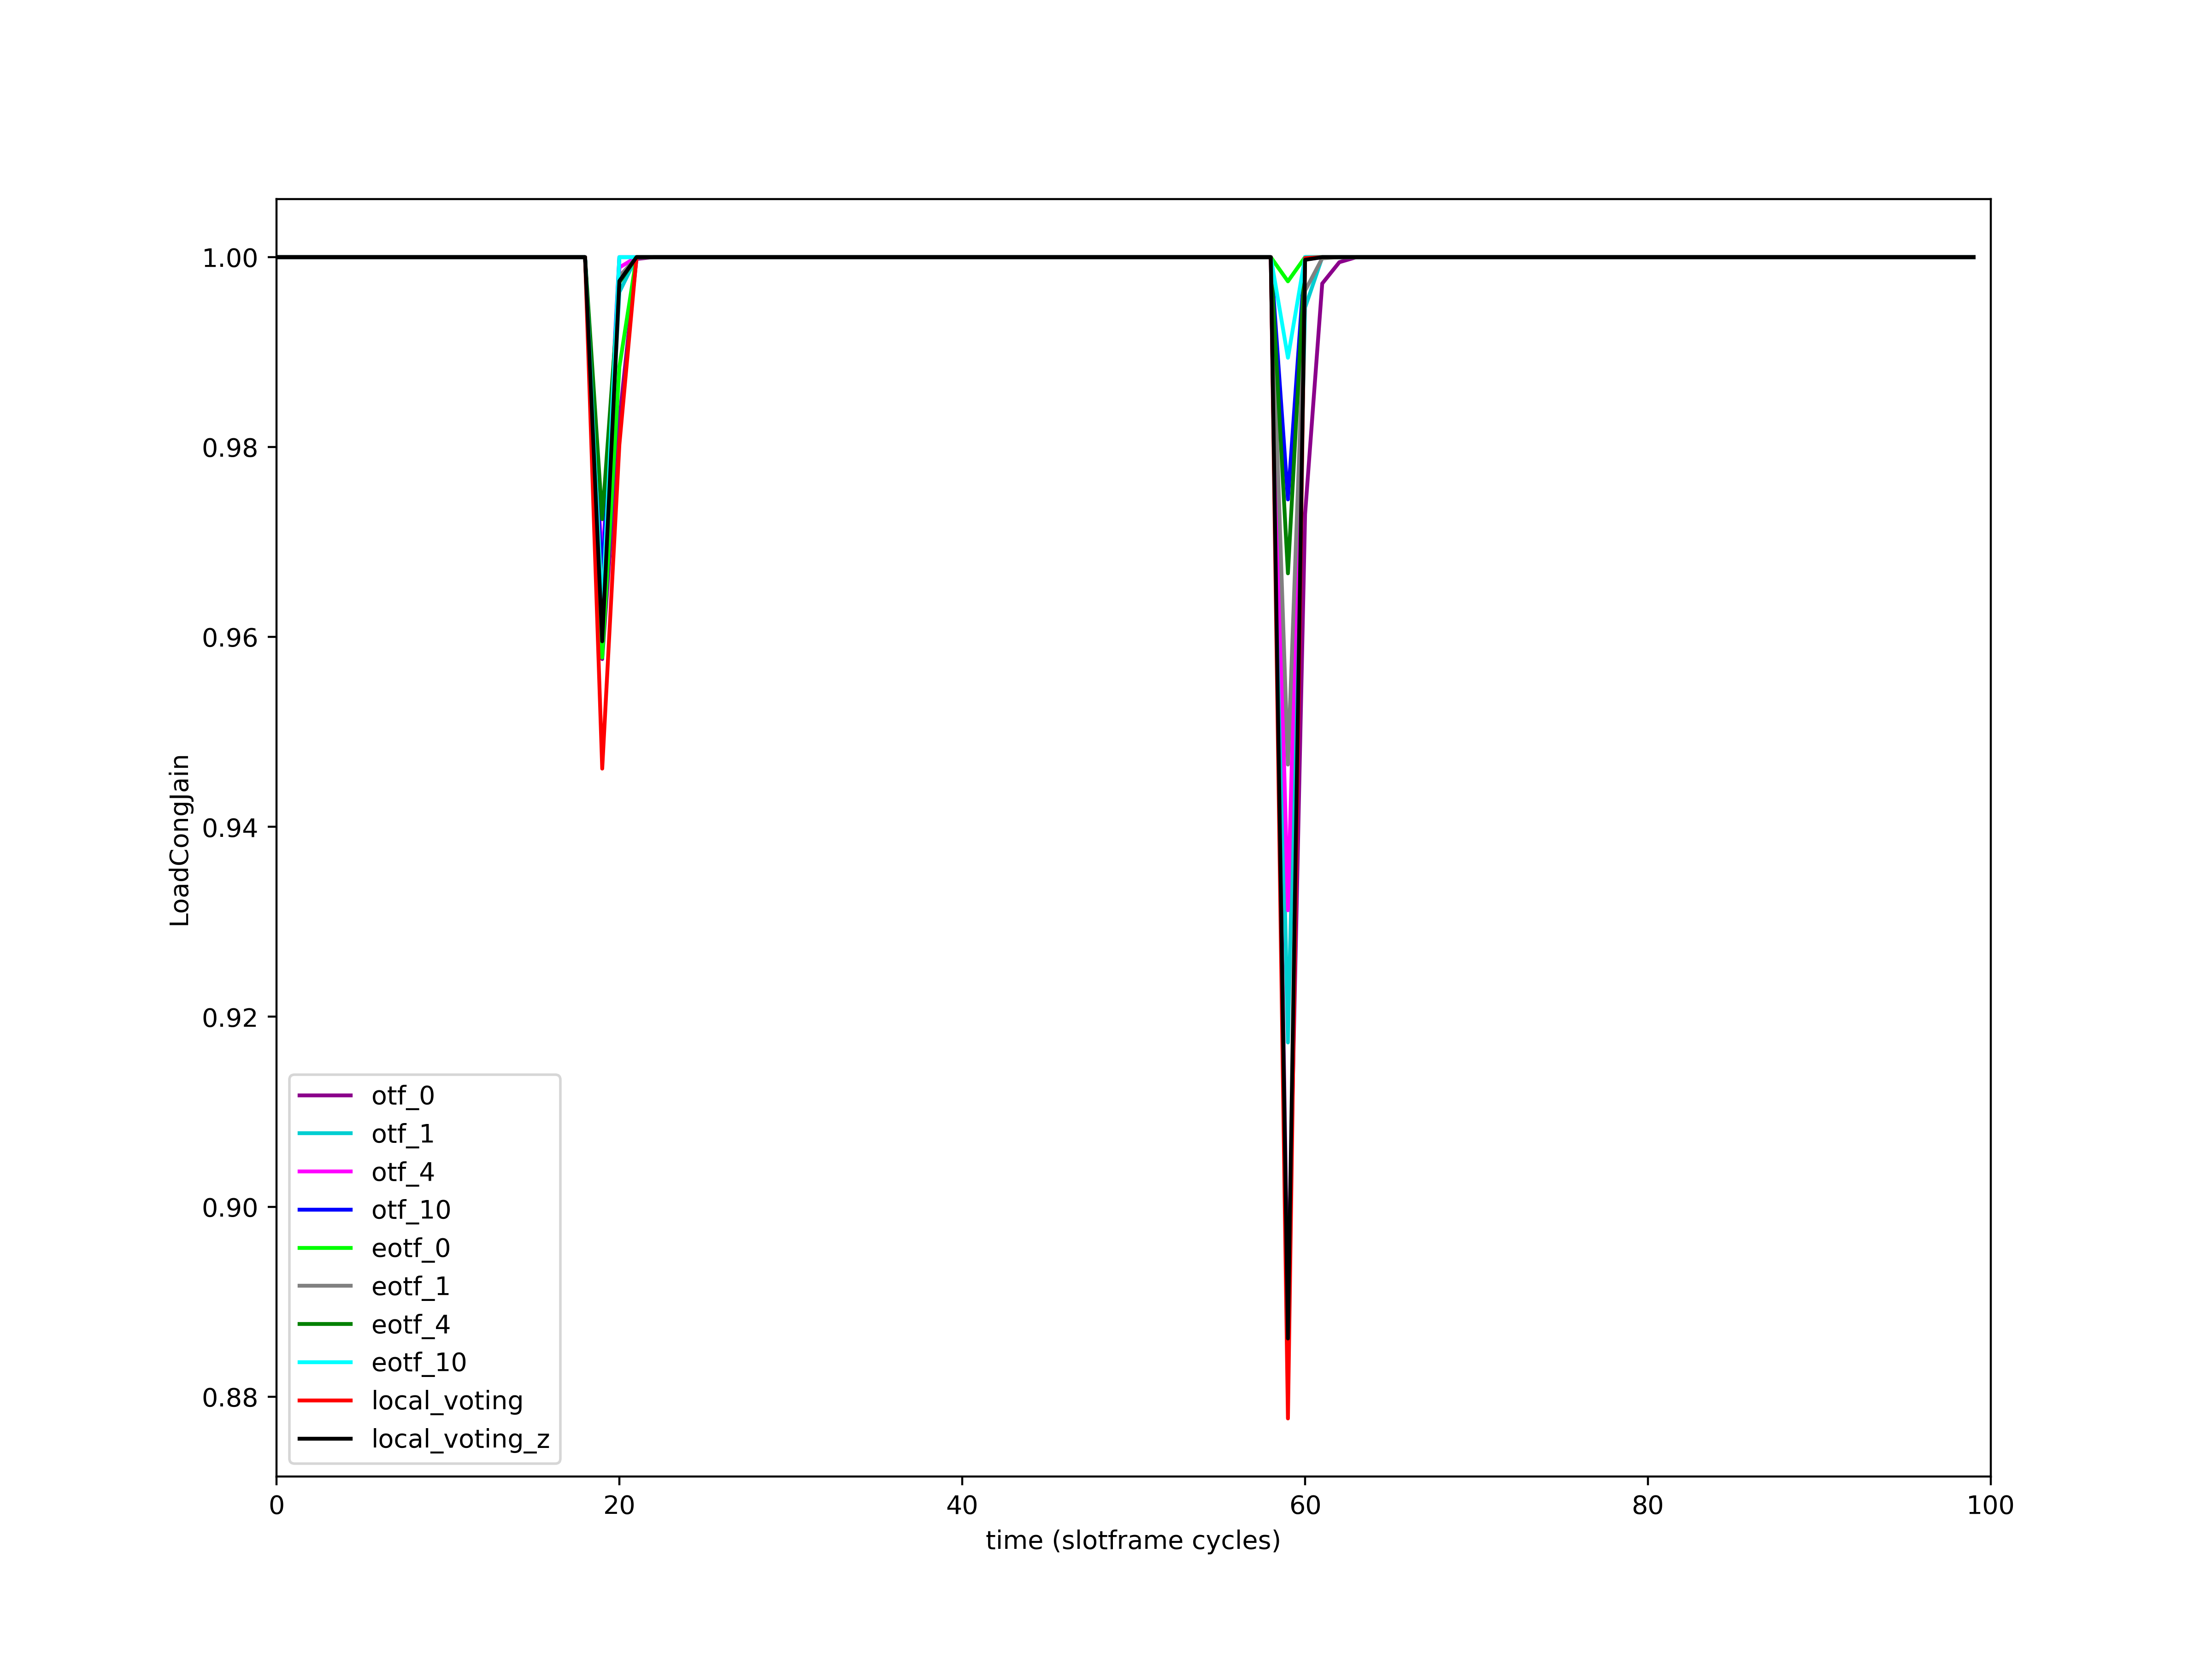 1.00
0.98
0.96
0.94
0.92
0.90
0.88
LoadCongJain
otf_0
otf_1
otf_4
otf_10
eotf_0
eotf_1
eotf_4
eotf_10
local_voting
local_voting_z
0 20 40 60 80 100
time (slotframe cycles)